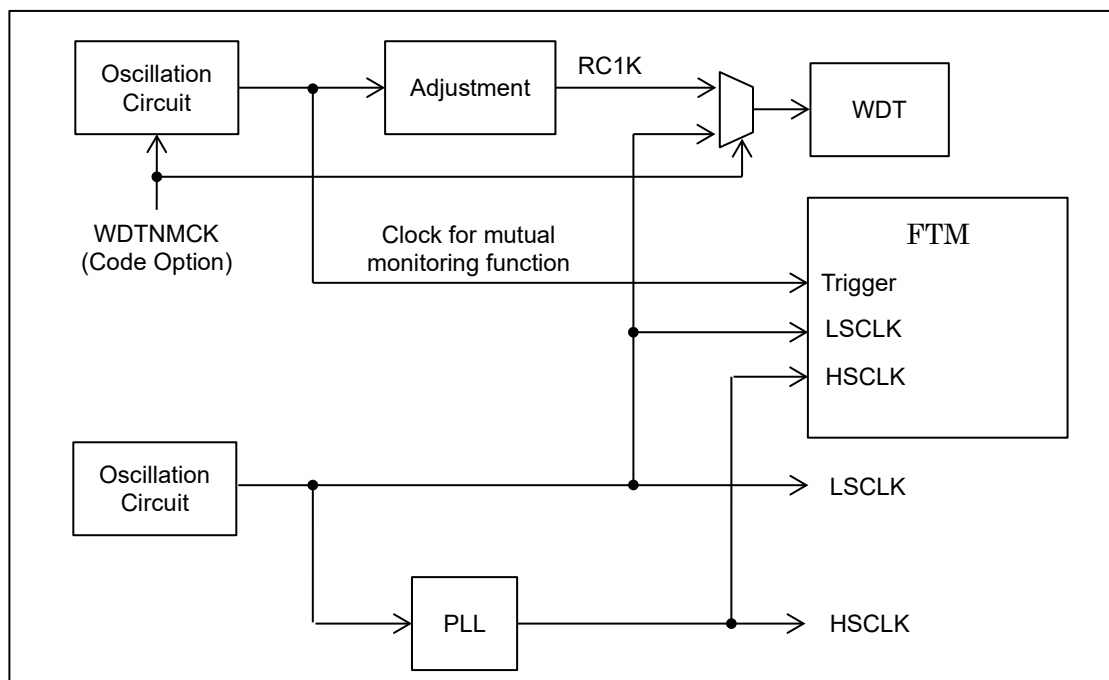 Oscillation
Circuit
Adjustment
RC1K
WDT
WDTNMCK
(Code Option)
Clock for mutual
monitoring function
FTM
Trigger
LSCLK
HSCLK
Oscillation
Circuit
LSCLK
PLL
HSCLK